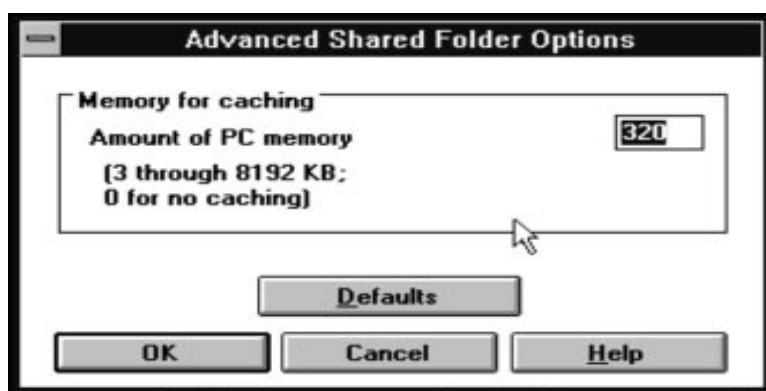 Advanced Shared Folder Options
Memory for caching
Amount of PC memory 320
(3 through 8192 KB;
0 for no caching)
Defaults
OK Cancel Help